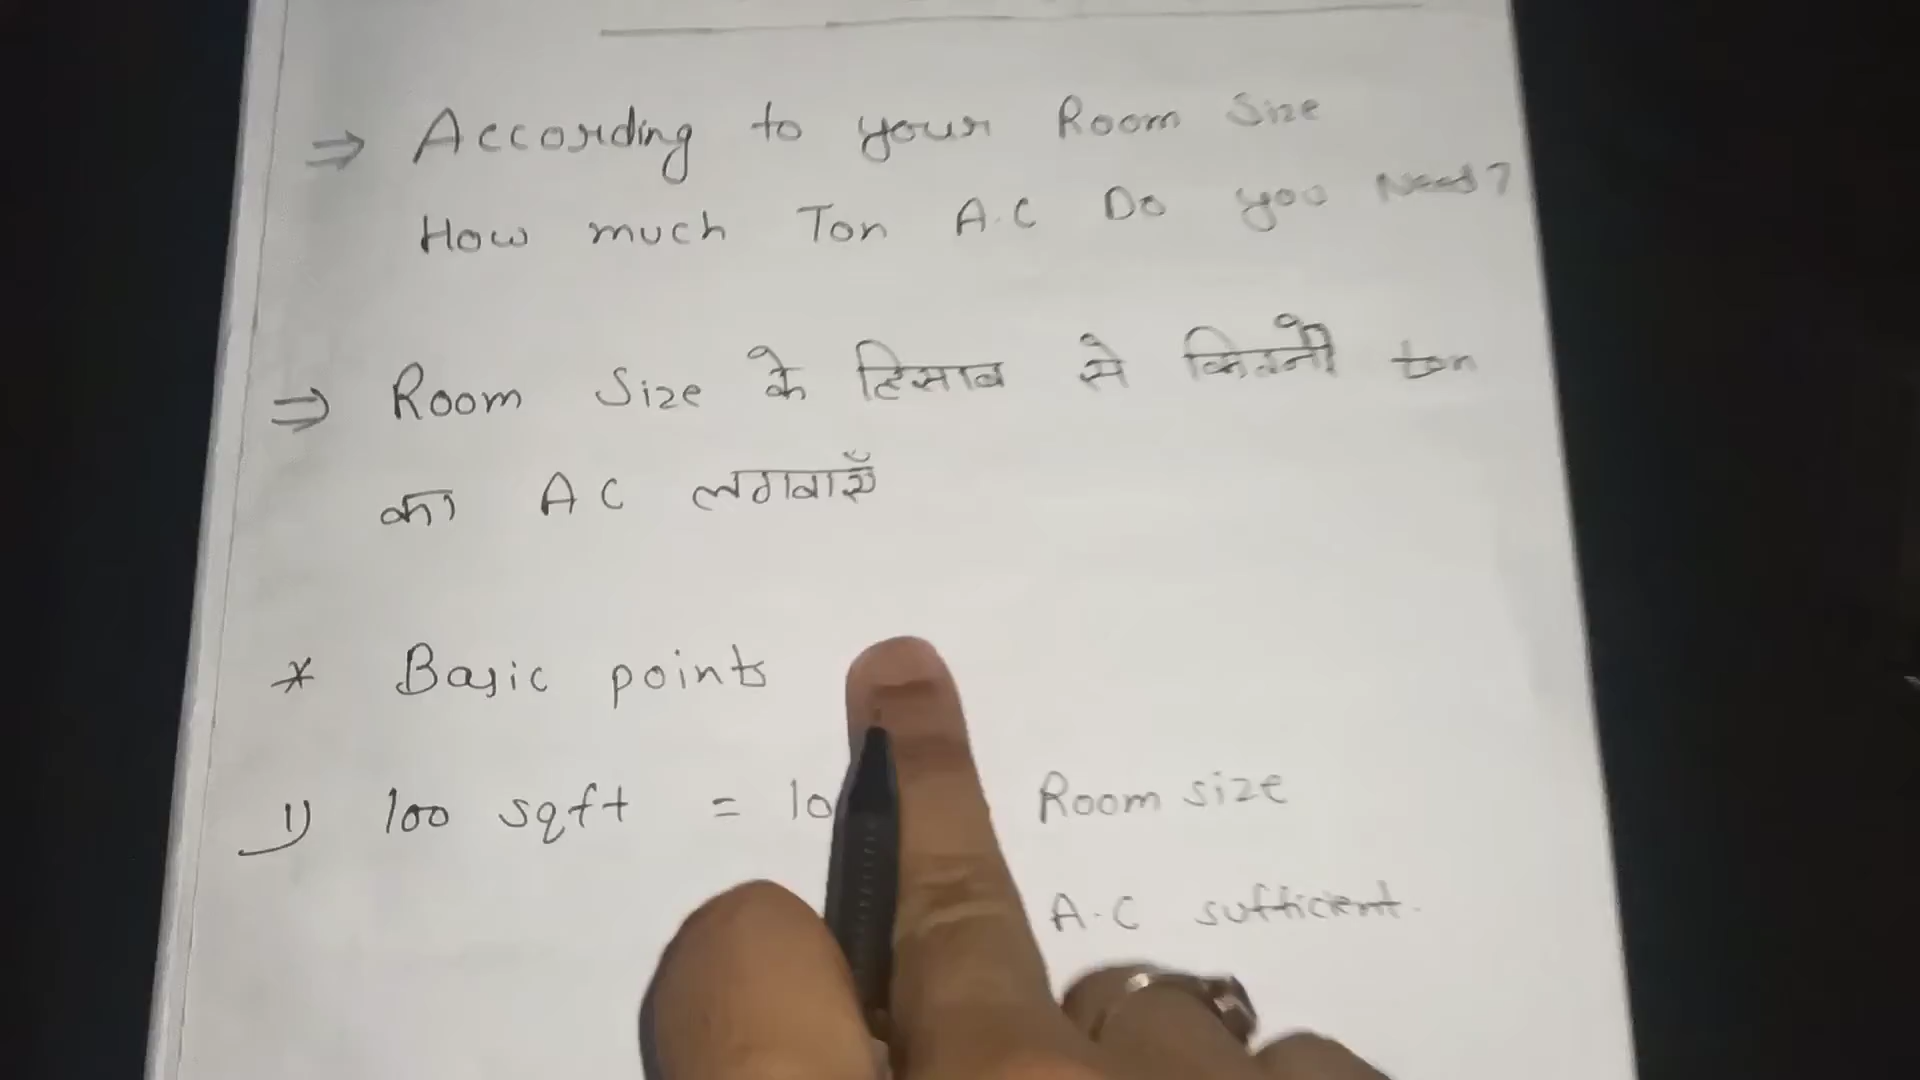 ⇒ According to your Room Size
How much Ton A.C Do you Need?
⇒ Room Size के हिसाब से कितने ton
का AC लगवाएँ
* Basic points
1) 100 sqft = 10 Room size
A.C sufficient.